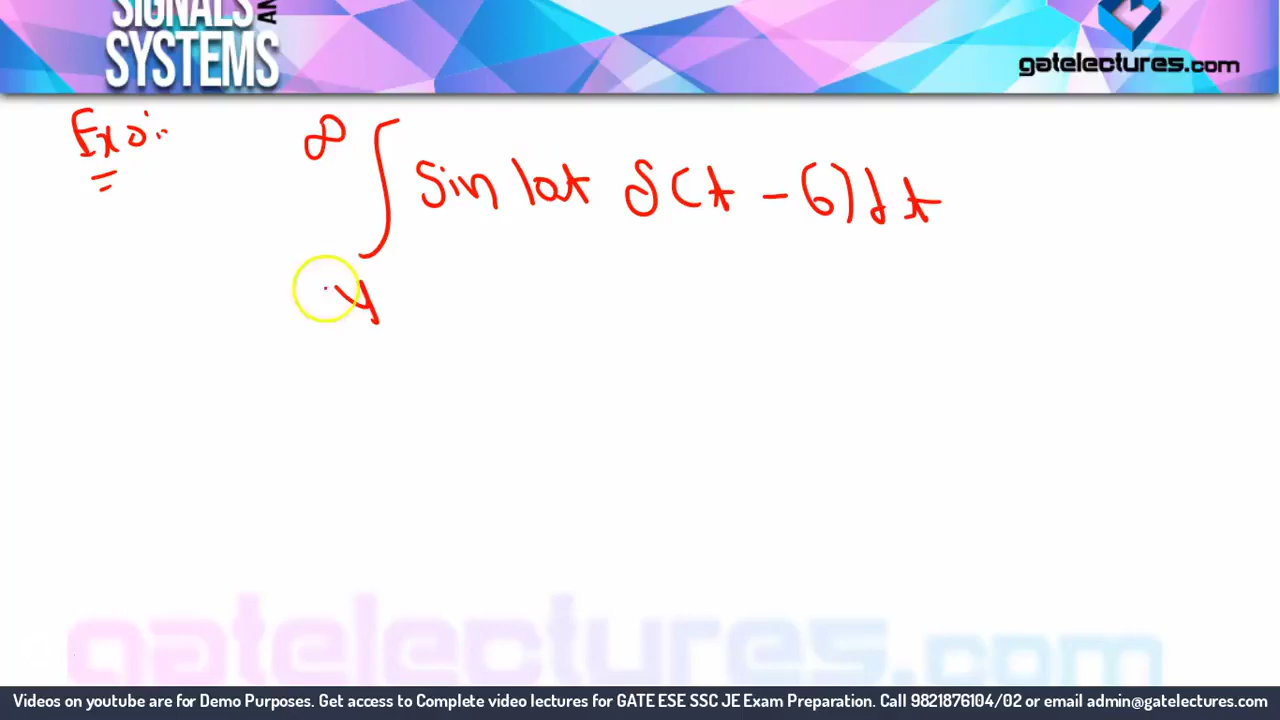 SIGNALS AND
SYSTEMS
gatelectures.com
Ex:
∞
∫ Sin lat δ(t - 6) dt
4
gatelectures.com
Videos on youtube are for Demo Purposes. Get access to Complete video lectures for GATE ESE SSC JE Exam Preparation. Call 9821876104/02 or email admin@gatelectures.com